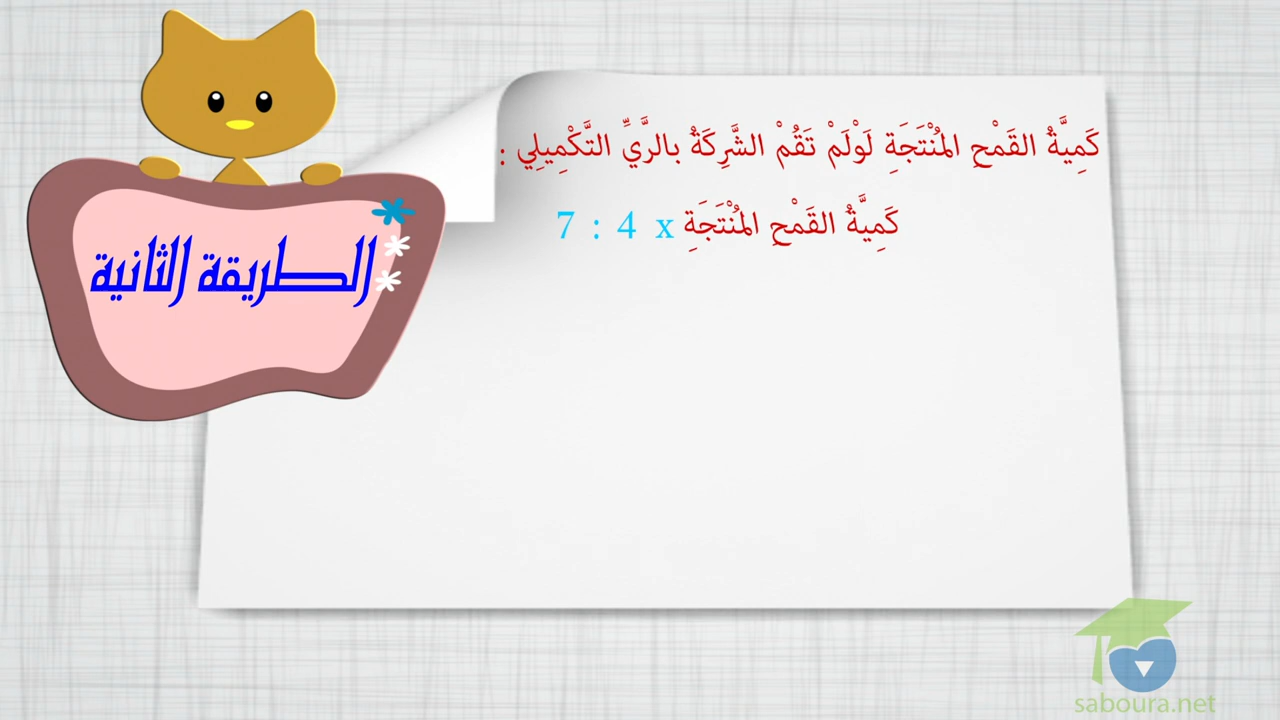 كَمِيَّةُ القَمْحِ المُنْتَجَةِ لَوْلَمْ تَقُمْ الشَّرِكَةُ بالرَّيِّ التَّكْمِيلِي :
كَمِيَّةُ القَمْحِ المُنْتَجَةِ x 4 : 7
الطريقة الثانية
saboura.net